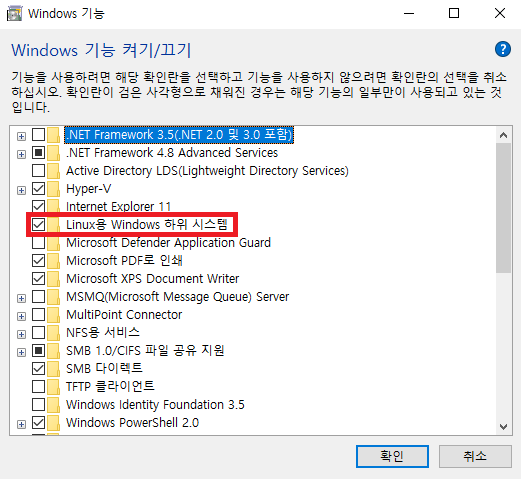 Windows 기능
Windows 기능 켜기/끄기
?
기능을 사용하려면 해당 확인란을 선택하고 기능을 사용하지 않으려면 확인란의 선택을 취소
하십시오. 확인란이 검은 사각형으로 채워진 경우는 해당 기능의 일부만이 사용되고 있는 것
입니다.
.NET Framework 3.5(.NET 2.0 및 3.0 포함)
.NET Framework 4.8 Advanced Services
Active Directory LDS(Lightweight Directory Services)
Hyper-V
Internet Explorer 11
Linux용 Windows 하위 시스템
Microsoft Defender Application Guard
Microsoft PDF로 인쇄
Microsoft XPS Document Writer
MSMQ(Microsoft Message Queue) Server
MultiPoint Connector
NFS용 서비스
SMB 1.0/CIFS 파일 공유 지원
SMB 다이렉트
TFTP 클라이언트
Windows Identity Foundation 3.5
Windows PowerShell 2.0
확인
취소